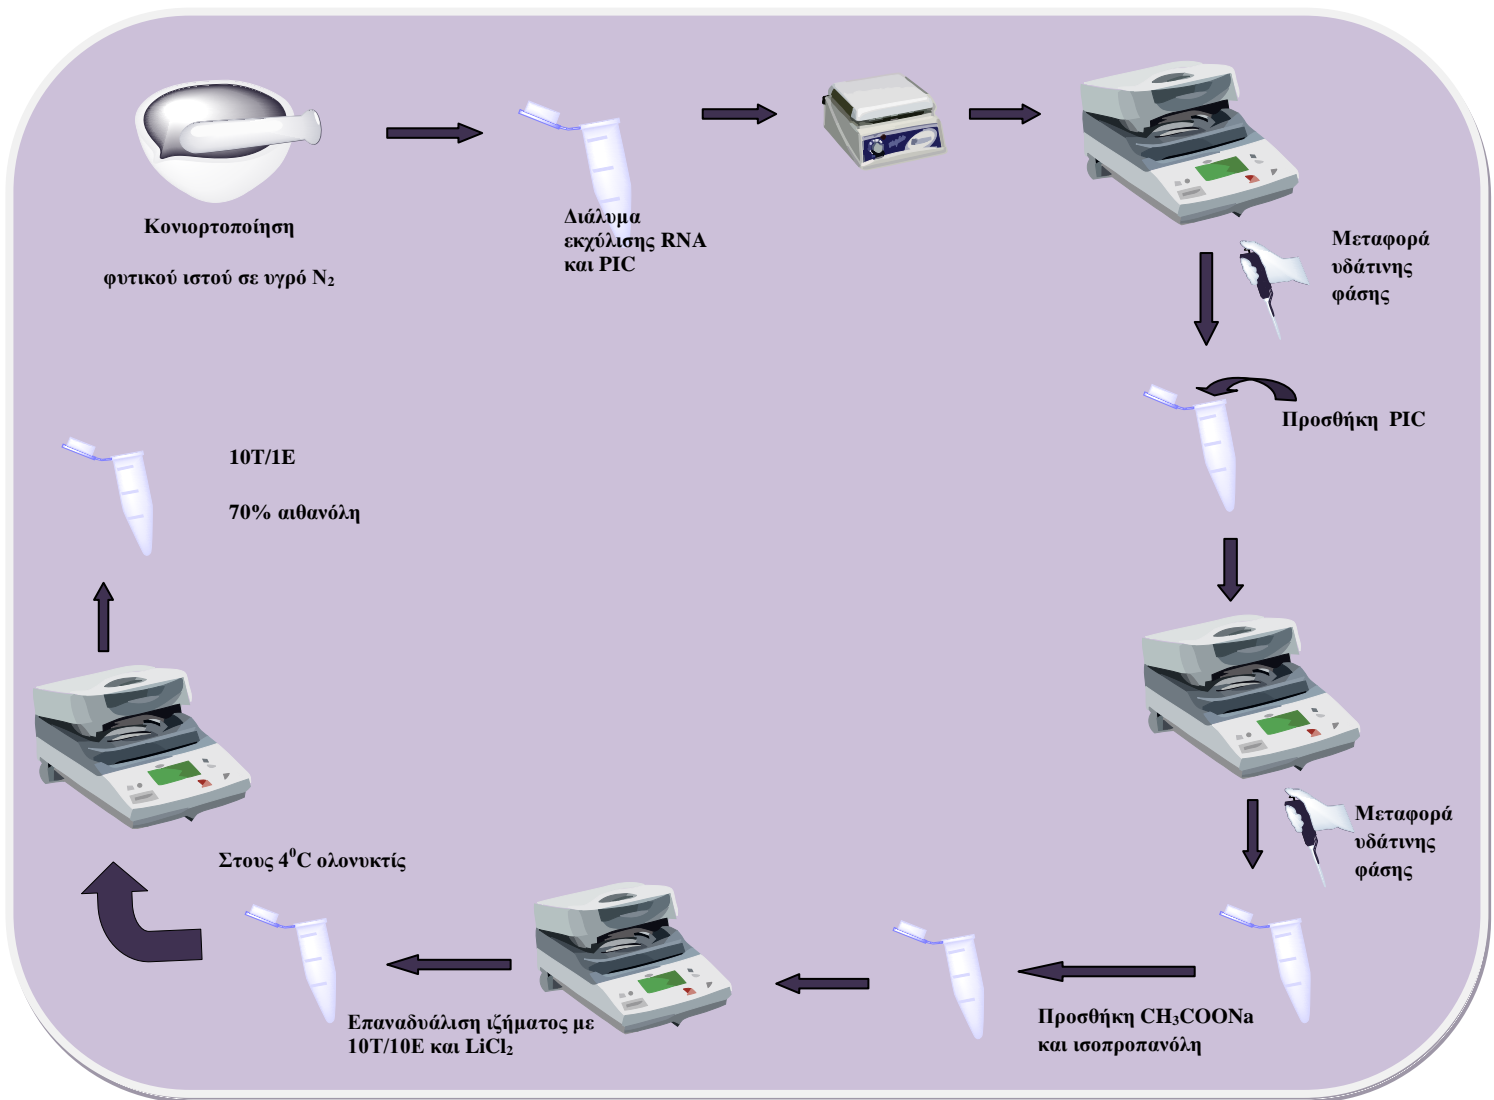 Κονιορτοποίηση
φυτικού ιστού σε υγρό N₂
Διάλυμα
εκχύλισης RNA
και PIC
Μεταφορά
υδάτινης
φάσης
Προσθήκη PIC
Μεταφορά
υδάτινης
φάσης
Προσθήκη CH₃COONa
και ισοπροπανόλη
Επαναδυάλιση ιζήματος με
10T/10E και LiCl₂
Στους 4⁰C ολονυκτίς
10T/1E
70% αιθανόλη